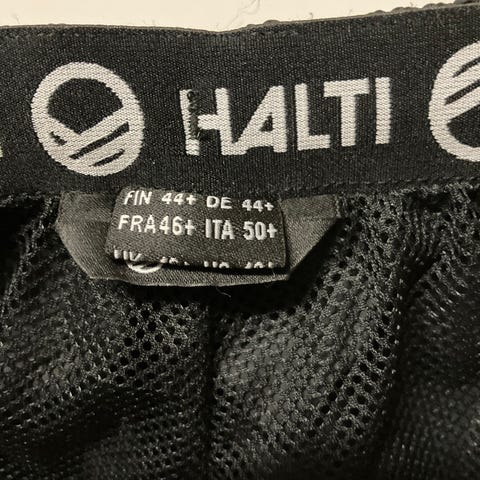 HALTI
FIN 44+ DE 44+
FRA46+ ITA 50+